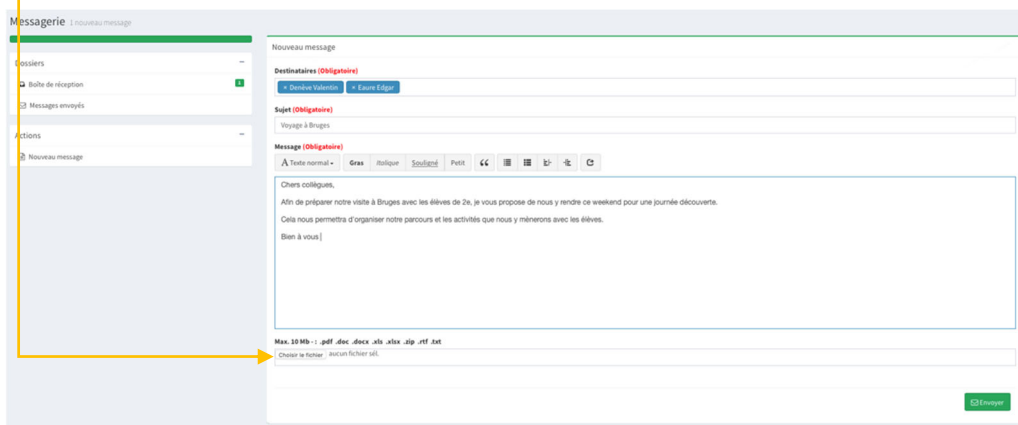 Messagerie 1 nouveau message
Dossiers −
Boîte de réception 1
Messages envoyés
Actions −
Nouveau message
Nouveau message
Destinataires (Obligatoire)
× Denève Valentin × Eaure Edgar
Sujet (Obligatoire)
Voyage à Bruges
Message (Obligatoire)
A Texte normal Gras Italique Souligné Petit
Chers collègues,
Afin de préparer notre visite à Bruges avec les élèves de 2e, je vous propose de nous y rendre ce weekend pour une journée découverte.
Cela nous permettra d'organiser notre parcours et les activités que nous y mènerons avec les élèves.
Bien à vous
Max. 10 Mb - : .pdf .doc .docx .xls .xlsx .zip .rtf .txt
Choisir le fichier aucun fichier sél.
Envoyer